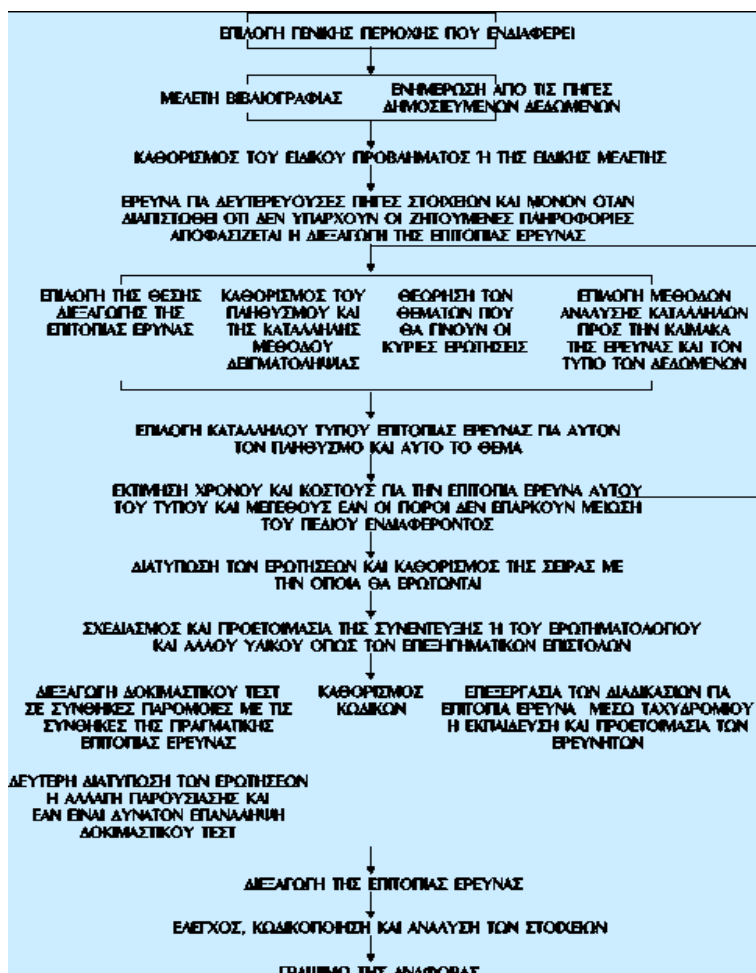 ΕΠΙΛΟΓΗ ΓΕΝΙΚΗΣ ΠΕΡΙΟΧΗΣ ΠΟΥ ΕΝΔΙΑΦΕΡΕΙ
ΜΕΛΕΤΗ ΒΙΒΛΙΟΓΡΑΦΙΑΣ
ΕΝΗΜΕΡΩΣΗ ΑΠΟ ΤΙΣ ΠΗΓΕΣ
ΔΗΜΟΣΙΕΥΜΕΝΩΝ ΔΕΔΟΜΕΝΩΝ
ΚΑΘΟΡΙΣΜΟΣ ΤΟΥ ΕΙΔΙΚΟΥ ΠΡΟΒΛΗΜΑΤΟΣ Ή ΤΗΣ ΕΙΔΙΚΗΣ ΜΕΛΕΤΗΣ
ΕΡΕΥΝΑ ΓΙΑ ΔΕΥΤΕΡΕΥΟΥΣΕΣ ΠΗΓΕΣ ΣΤΟΙΧΕΙΩΝ ΚΑΙ ΜΟΝΟΝ ΟΤΑΝ
ΔΙΑΠΙΣΤΩΘΕΙ ΟΤΙ ΔΕΝ ΥΠΑΡΧΟΥΝ ΟΙ ΖΗΤΟΥΜΕΝΕΣ ΠΛΗΡΟΦΟΡΙΕΣ
ΑΠΟΦΑΣΙΖΕΤΑΙ Η ΔΙΕΞΑΓΩΓΗ ΤΗΣ ΕΠΙΤΟΠΙΑΣ ΕΡΕΥΝΑΣ
ΕΠΙΛΟΓΗ ΤΗΣ ΘΕΣΗΣ
ΔΙΕΞΑΓΩΓΗΣ ΤΗΣ
ΕΠΙΤΟΠΙΑΣ ΕΡΥΝΑΣ
ΚΑΘΟΡΙΣΜΟΣ ΤΟΥ
ΠΛΗΘΥΣΜΟΥ ΚΑΙ
ΤΗΣ ΚΑΤΑΛΛΗΛΗΣ
ΜΕΘΟΔΟΥ
ΔΕΙΓΜΑΤΟΛΗΨΙΑΣ
ΘΕΩΡΗΣΗ ΤΩΝ
ΘΕΜΑΤΩΝ ΠΟΥ
ΘΑ ΓΙΝΟΥΝ ΟΙ
ΚΥΡΙΕΣ ΕΡΩΤΗΣΕΙΣ
ΕΠΙΛΟΓΗ ΜΕΘΟΔΩΝ
ΑΝΑΛΥΣΗΣ ΚΑΤΑΛΛΗΛΩΝ
ΠΡΟΣ ΤΗΝ ΚΛΙΜΑΚΑ
ΤΗΣ ΕΡΕΥΝΑΣ ΚΑΙ ΤΟΝ
ΤΥΠΟ ΤΩΝ ΔΕΔΟΜΕΝΩΝ
ΕΠΙΛΟΓΗ ΚΑΤΑΛΛΗΛΟΥ ΤΥΠΟΥ ΕΠΙΤΟΠΙΑΣ ΕΡΕΥΝΑΣ ΓΙΑ ΑΥΤΟΝ
ΤΟΝ ΠΛΗΘΥΣΜΟ ΚΑΙ ΑΥΤΟ ΤΟ ΘΕΜΑ
ΕΚΤΙΜΗΣΗ ΧΡΟΝΟΥ ΚΑΙ ΚΟΣΤΟΥΣ ΓΙΑ ΤΗΝ ΕΠΙΤΟΠΙΑ ΕΡΕΥΝΑ ΑΥΤΟΥ
ΤΟΥ ΤΥΠΟΥ ΚΑΙ ΜΕΓΕΘΟΥΣ ΕΑΝ ΟΙ ΠΟΡΟΙ ΔΕΝ ΕΠΑΡΚΟΥΝ ΜΕΙΩΣΗ
ΤΟΥ ΠΕΔΙΟΥ ΕΝΔΙΑΦΕΡΟΝΤΟΣ
ΔΙΑΤΥΠΩΣΗ ΤΩΝ ΕΡΩΤΗΣΕΩΝ ΚΑΙ ΚΑΘΟΡΙΣΜΟΣ ΤΗΣ ΣΕΙΡΑΣ ΜΕ
ΤΗΝ ΟΠΟΙΑ ΘΑ ΕΡΩΤΩΝΤΑΙ
ΣΧΕΔΙΑΣΜΟΣ ΚΑΙ ΠΡΟΕΤΟΙΜΑΣΙΑ ΤΗΣ ΣΥΝΕΝΤΕΥΞΗΣ Ή ΤΟΥ ΕΡΩΤΗΜΑΤΟΛΟΓΙΟΥ
ΚΑΙ ΑΛΛΟΥ ΥΛΙΚΟΥ ΟΠΩΣ ΤΩΝ ΕΠΕΞΗΓΗΜΑΤΙΚΩΝ ΕΠΙΣΤΟΛΩΝ
ΔΙΕΞΑΓΩΓΗ ΔΟΚΙΜΑΣΤΙΚΟΥ ΤΕΣΤ
ΣΕ ΣΥΝΘΗΚΕΣ ΠΑΡΟΜΟΙΕΣ ΜΕ ΤΙΣ
ΣΥΝΘΗΚΕΣ ΤΗΣ ΠΡΑΓΜΑΤΙΚΗΣ
ΕΠΙΤΟΠΙΑΣ ΕΡΕΥΝΑΣ
ΚΑΘΟΡΙΣΜΟΣ
ΚΩΔΙΚΩΝ
ΕΠΕΞΕΡΓΑΣΙΑ ΤΩΝ ΔΙΑΔΙΚΑΣΙΩΝ ΓΙΑ
ΕΠΙΤΟΠΙΑ ΕΡΕΥΝΑ ΜΕΣΩ ΤΑΧΥΔΡΟΜΙΟΥ
Η ΕΚΠΑΙΔΕΥΣΗ ΚΑΙ ΠΡΟΕΤΟΙΜΑΣΙΑ ΤΩΝ
ΕΡΕΥΝΗΤΩΝ
ΔΕΥΤΕΡΗ ΔΙΑΤΥΠΩΣΗ ΤΩΝ ΕΡΩΤΗΣΕΩΝ
Η ΑΛΛΑΓΗ ΠΑΡΟΥΣΙΑΣΗΣ ΚΑΙ
ΕΑΝ ΕΙΝΑΙ ΔΥΝΑΤΟΝ ΕΠΑΝΑΛΗΨΗ
ΔΟΚΙΜΑΣΤΙΚΟΥ ΤΕΣΤ
ΔΙΕΞΑΓΩΓΗ ΤΗΣ ΕΠΙΤΟΠΙΑΣ ΕΡΕΥΝΑΣ
ΕΛΕΓΧΟΣ, ΚΩΔΙΚΟΠΟΙΗΣΗ ΚΑΙ ΑΝΑΛΥΣΗ ΤΩΝ ΣΤΟΙΧΕΙΩΝ
ΓΡΑΨΙΜΟ ΤΗΣ ΑΝΑΦΟΡΑΣ